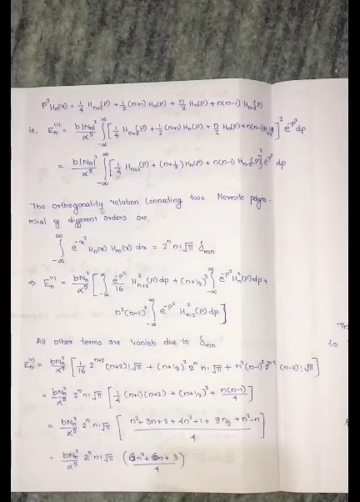 P² Hn(x) = 1/4 Hn+2(P) + 1/2 (n+1) Hn(P) + n/2 Hn(P) + n(n-1) Hn-2(P)
ie. En⁽¹⁾ = b|Nn|²/α⁵ ∫-∞^∞ [1/4 Hn+2(P) + 1/2 (n+1) Hn(P) + n/2 Hn(P) + n(n-1) Hn-2(P)]² e^-P² dp
= b|Nn|²/α⁵ ∫-∞^∞ [1/4 Hn+2(P) + (n+1/2) Hn(P) + n(n-1) Hn-2(P)]² e^-P² dp
The orthogonality relation connecting two Hermite polyno-
mial of different orders are,
∫-∞^∞ e^-x² Hn(x) Hm(x) dx = 2ⁿ n! √π δmn
⇒ En⁽¹⁾ = bNn²/α⁵ [∫-∞^∞ e^-P²/16 H²n+2(P) dp + (n+1/2)² ∫-∞^∞ e^-P² H²n(P) dp +
n²(n-1)² ∫-∞^∞ e^-P² H²n-2(P) dp]
All other terms are vanish due to δmn
En⁽¹⁾ = bNn²/α⁵ [1/16 2ⁿ⁺² (n+2)! √π + (n+1/2)² 2ⁿ n! √π + n²(n-1)² 2ⁿ⁻² (n-2)! √π]
= bNn²/α⁵ 2ⁿ n! √π [1/4 (n+1)(n+2) + (n+1/2)² + n(n-1)/4]
= bNn²/α⁵ 2ⁿ n! √π [n²+3n+2+4n²+1+ n²-n / 4]
= bNn²/α⁵ 2ⁿ n! √π (6n²+6n+3 / 4)
Th
to